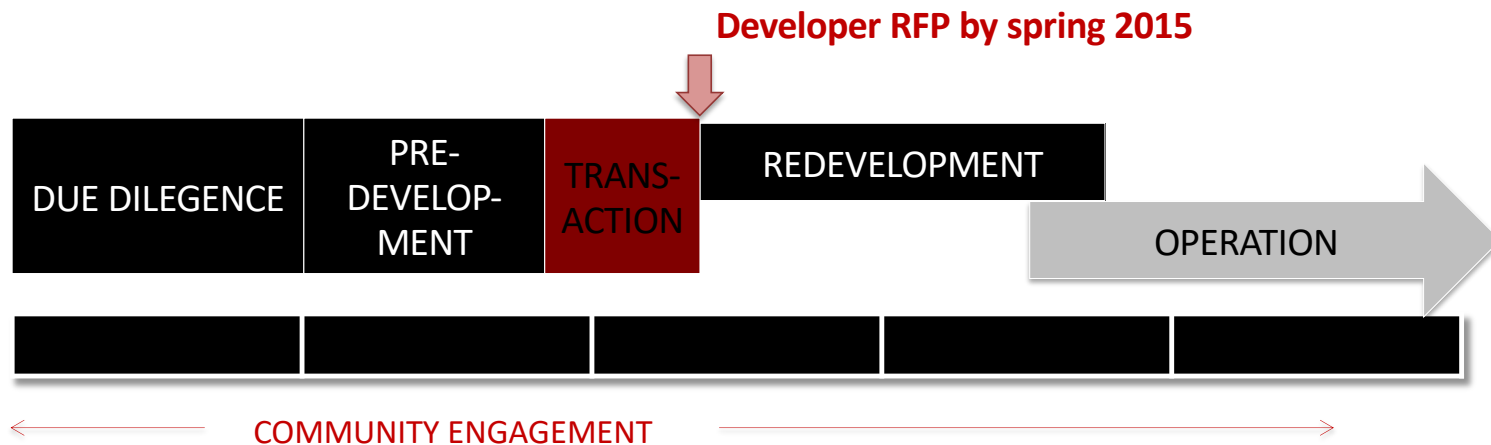 Developer RFP by spring 2015
DUE DILEGENCE
PRE-
DEVELOP-
MENT
TRANS-
ACTION
REDEVELOPMENT
OPERATION
COMMUNITY ENGAGEMENT